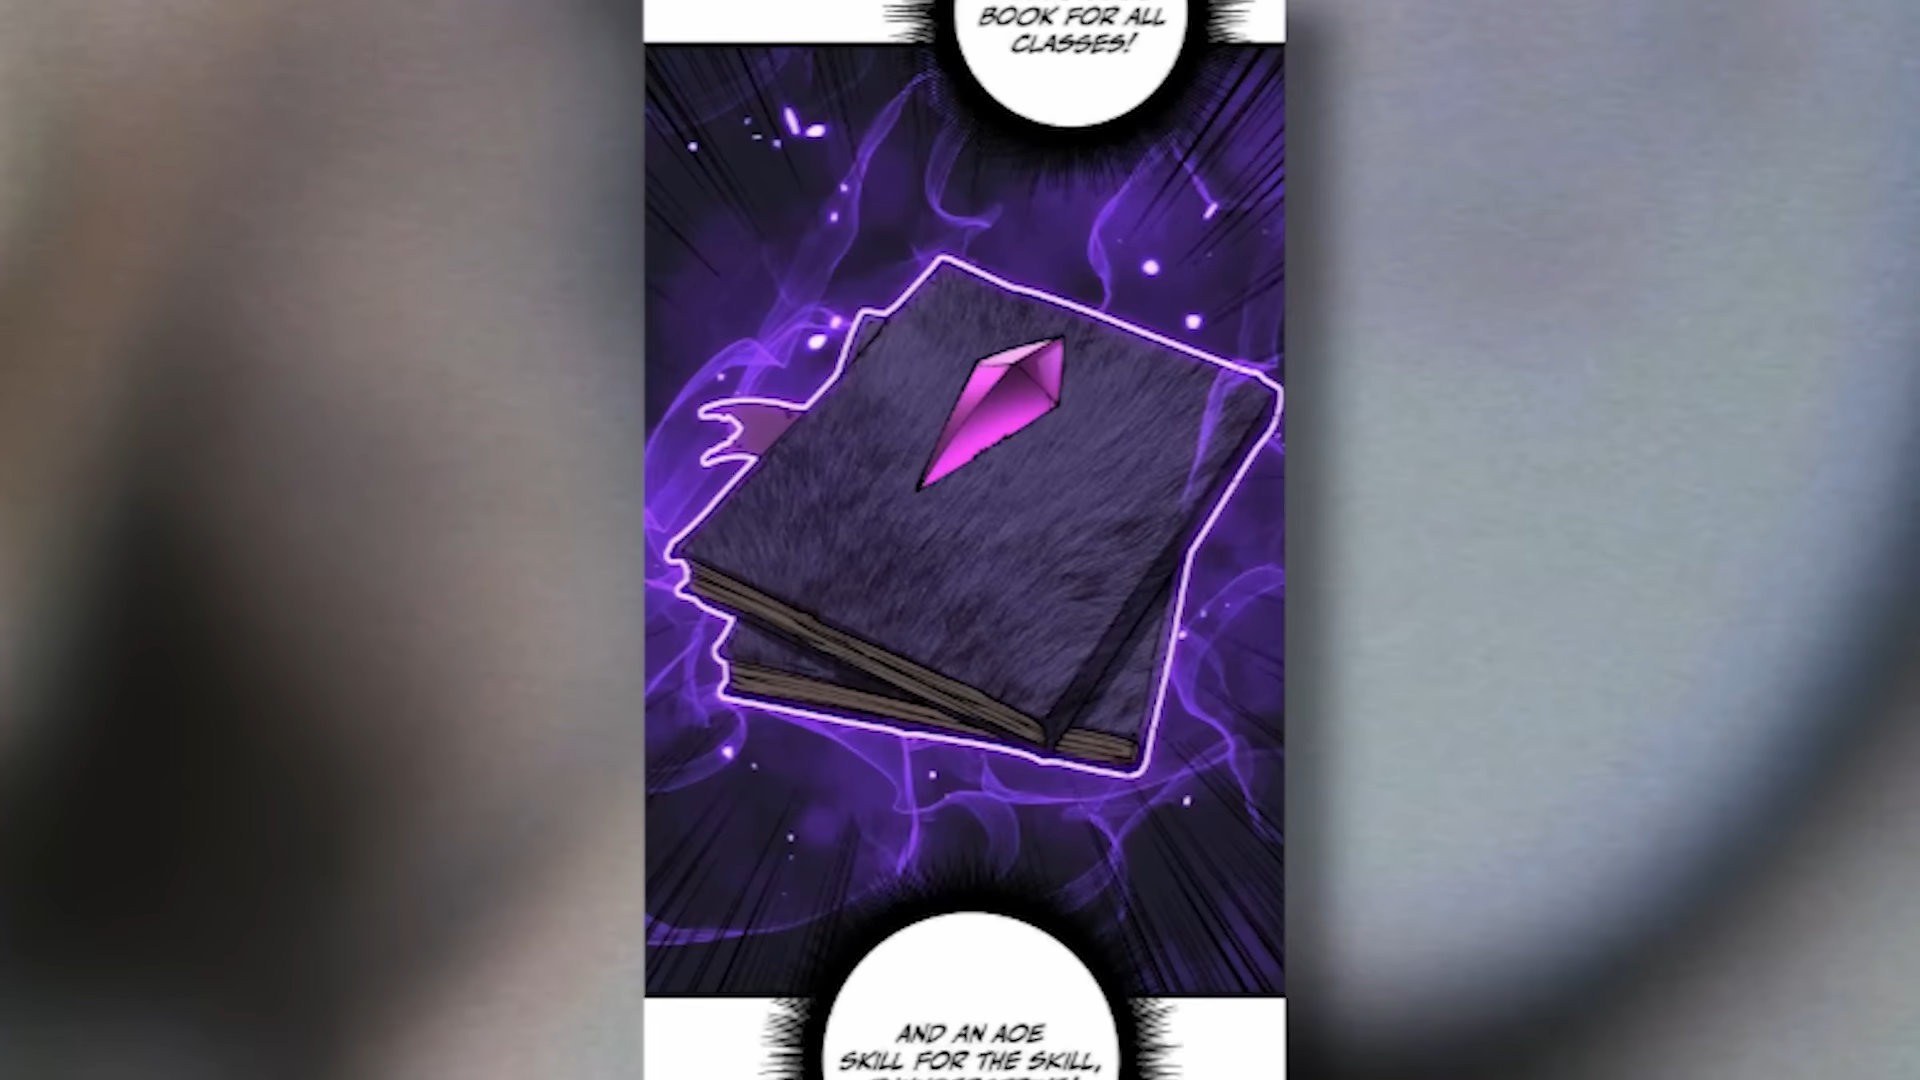 BOOK FOR ALL
CLASSES!
AND AN AOE
SKILL FOR THE SKILL,